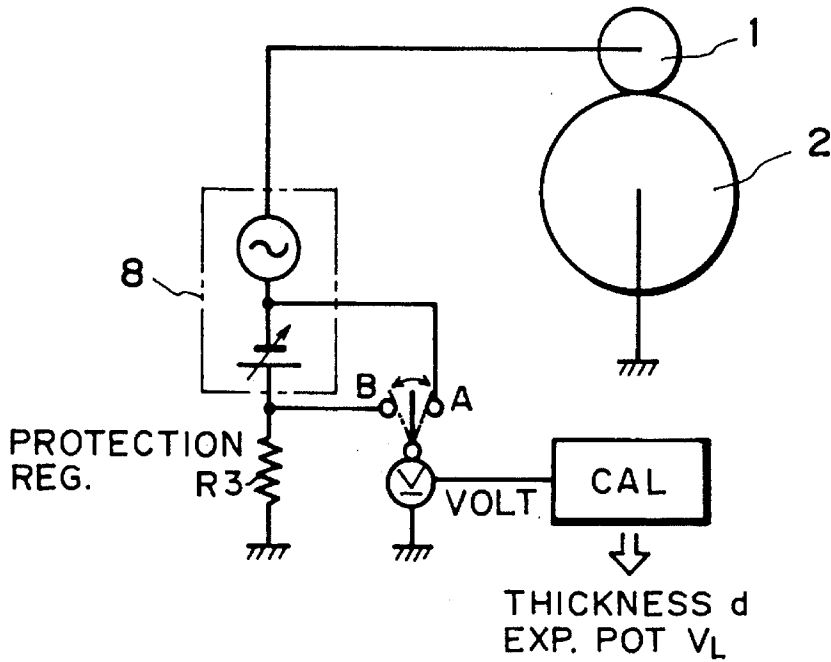 1
2
8
B
A
PROTECTION
REG.
R3
V
VOLT
CAL
THICKNESS d
EXP. POT VL